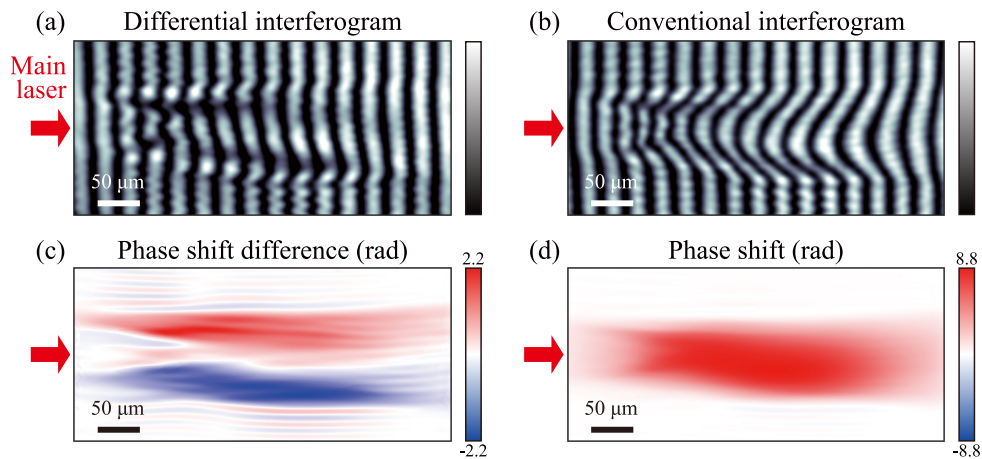 (a) Differential interferogram
(b) Conventional interferogram
Main
laser
50 μm
50 μm
(c) Phase shift difference (rad)
2.2
(d) Phase shift (rad)
8.8
50 μm
-2.2
50 μm
-8.8